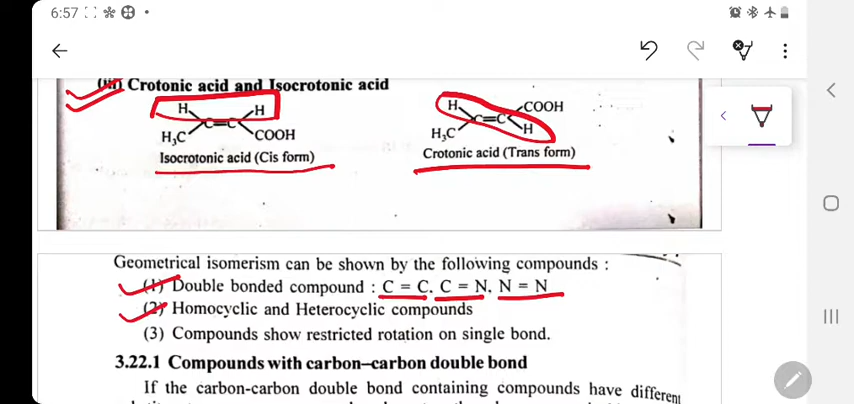 6:57
(iii) Crotonic acid and Isocrotonic acid
H H
C=C
H₃C COOH
Isocrotonic acid (Cis form)
H COOH
C=C
H₃C H
Crotonic acid (Trans form)
Geometrical isomerism can be shown by the following compounds :
(1) Double bonded compound : C = C, C = N, N = N
(2) Homocyclic and Heterocyclic compounds
(3) Compounds show restricted rotation on single bond.
3.22.1 Compounds with carbon–carbon double bond
If the carbon-carbon double bond containing compounds have different